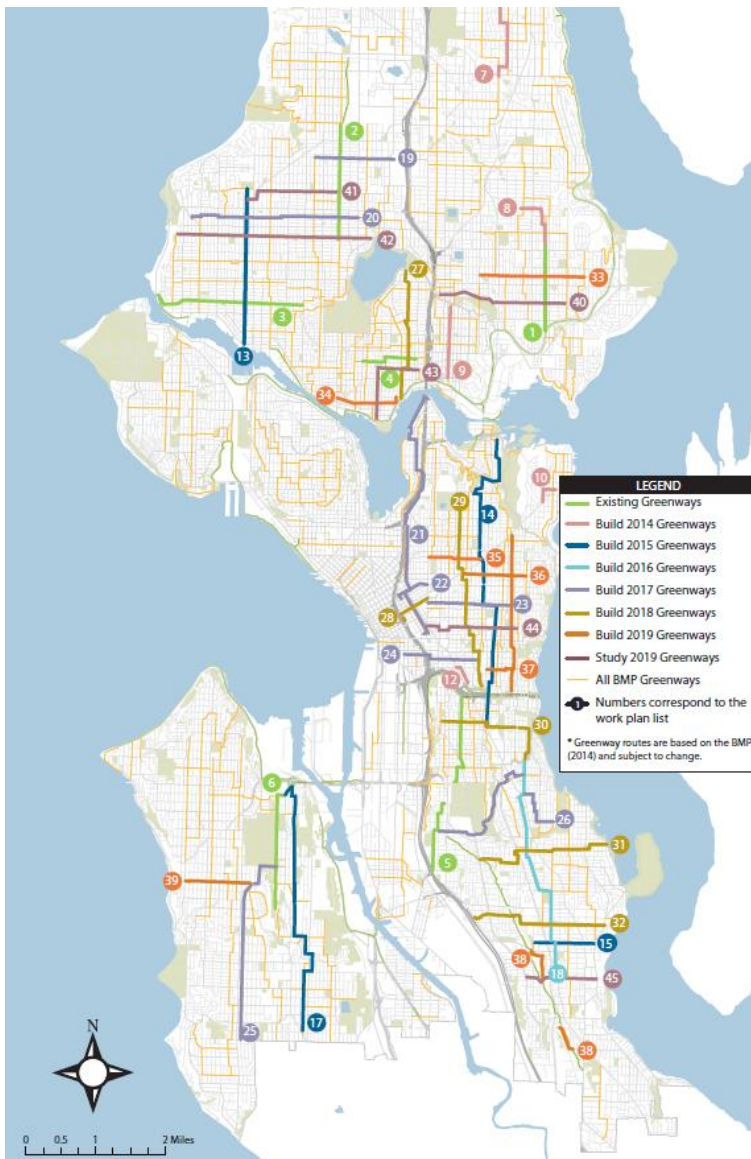 7
2
19
8
41
20
42
27
33
40
3
1
13
4
43
9
34
10
29
14
21
35
36
22
23
28
44
24
37
12
30
6
26
31
5
39
32
15
38
18
45
25
17
38
LEGEND
Existing Greenways
Build 2014 Greenways
Build 2015 Greenways
Build 2016 Greenways
Build 2017 Greenways
Build 2018 Greenways
Build 2019 Greenways
Study 2019 Greenways
All BMP Greenways
1 Numbers correspond to the
work plan list
* Greenway routes are based on the BMP
(2014) and subject to change.
N
0 0.5 1 2 Miles